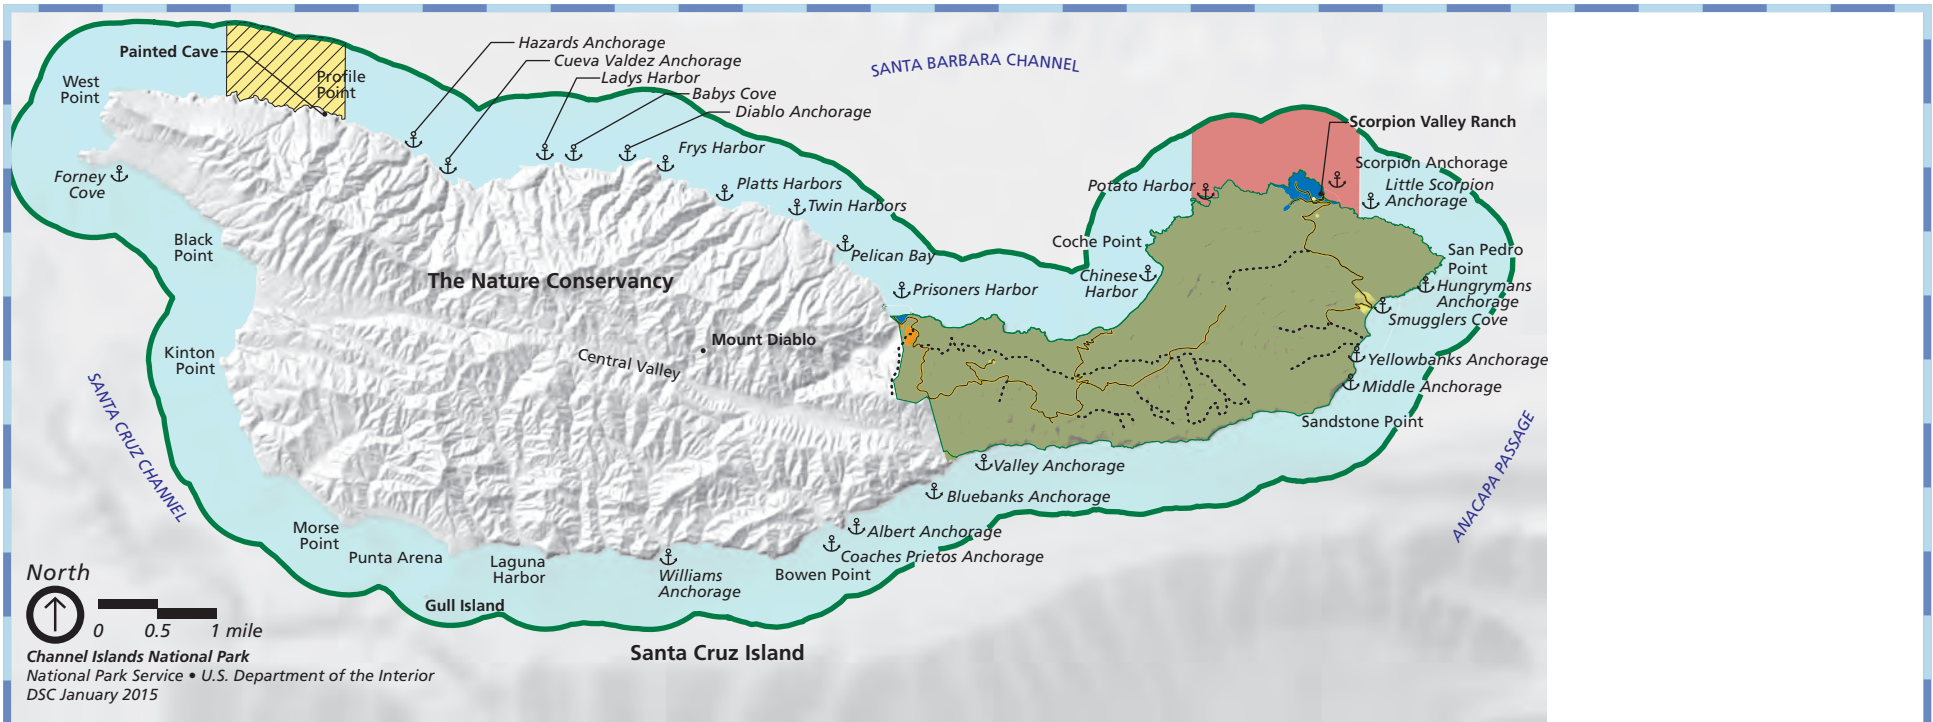 Painted Cave
West
Point
Profile
Point
Hazards Anchorage
Cueva Valdez Anchorage
Ladys Harbor
Babys Cove
Diablo Anchorage
SANTA BARBARA CHANNEL
Frys Harbor
Platts Harbors
Twin Harbors
Pelican Bay
Prisoners Harbor
Forney
Cove
Black
Point
The Nature Conservancy
Mount Diablo
Central Valley
Kinton
Point
SANTA CRUZ CHANNEL
Scorpion Valley Ranch
Scorpion Anchorage
Potato Harbor
Little Scorpion
Anchorage
Coche Point
Chinese
Harbor
San Pedro
Point
Hungrymans
Anchorage
Smugglers Cove
Yellowbanks Anchorage
Middle Anchorage
Sandstone Point
ANACAPA PASSAGE
Valley Anchorage
Bluebanks Anchorage
Albert Anchorage
Coaches Prietos Anchorage
Bowen Point
Williams
Anchorage
Laguna
Harbor
Punta Arena
Morse
Point
Gull Island
Santa Cruz Island
North
0 0.5 1 mile
Channel Islands National Park
National Park Service • U.S. Department of the Interior
DSC January 2015